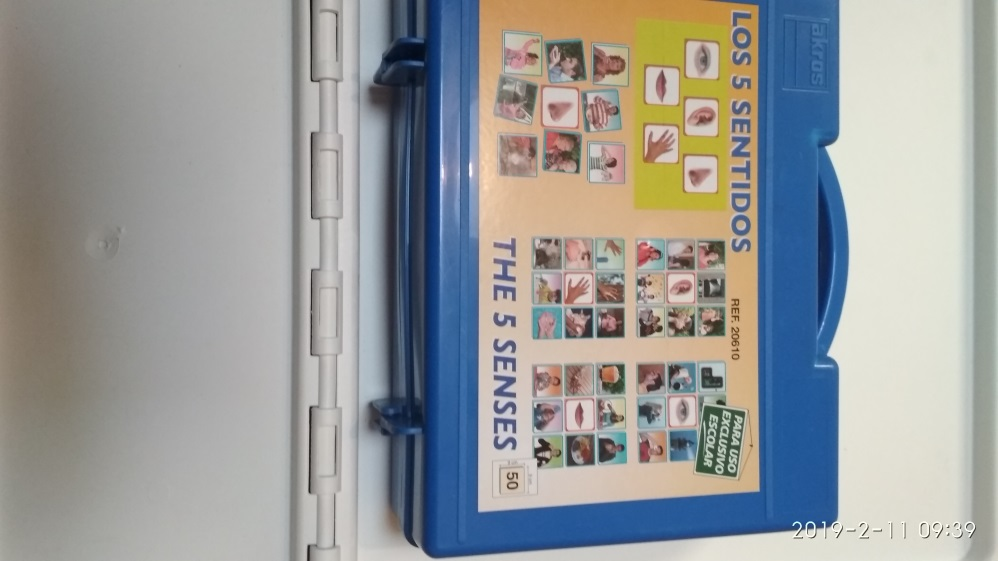 LOS 5 SENTIDOS
REF. 20610
THE 5 SENSES
PARA USO
EXCLUSIVO
ESCOLAR
50
akros
2019-2-11 09:39